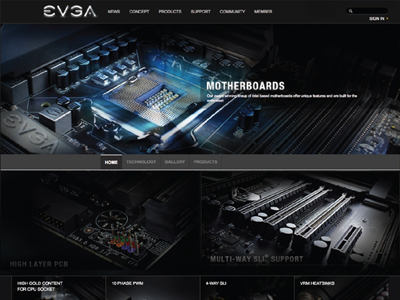 EVGA
NEWS CONCEPT PRODUCTS SUPPORT COMMUNITY MEMBER
SIGN IN
MOTHERBOARDS
Our award winning lineup of Intel based motherboards offer unique features and are built for the
EVGA
HOME TECHNOLOGY GALLERY PRODUCTS
HIGH LAYER PCB
MULTI-WAY SLI SUPPORT
HIGH GOLD CONTENT
FOR CPU SOCKET
10 PHASE PWM
4-WAY SLI
VRM HEATSINKS